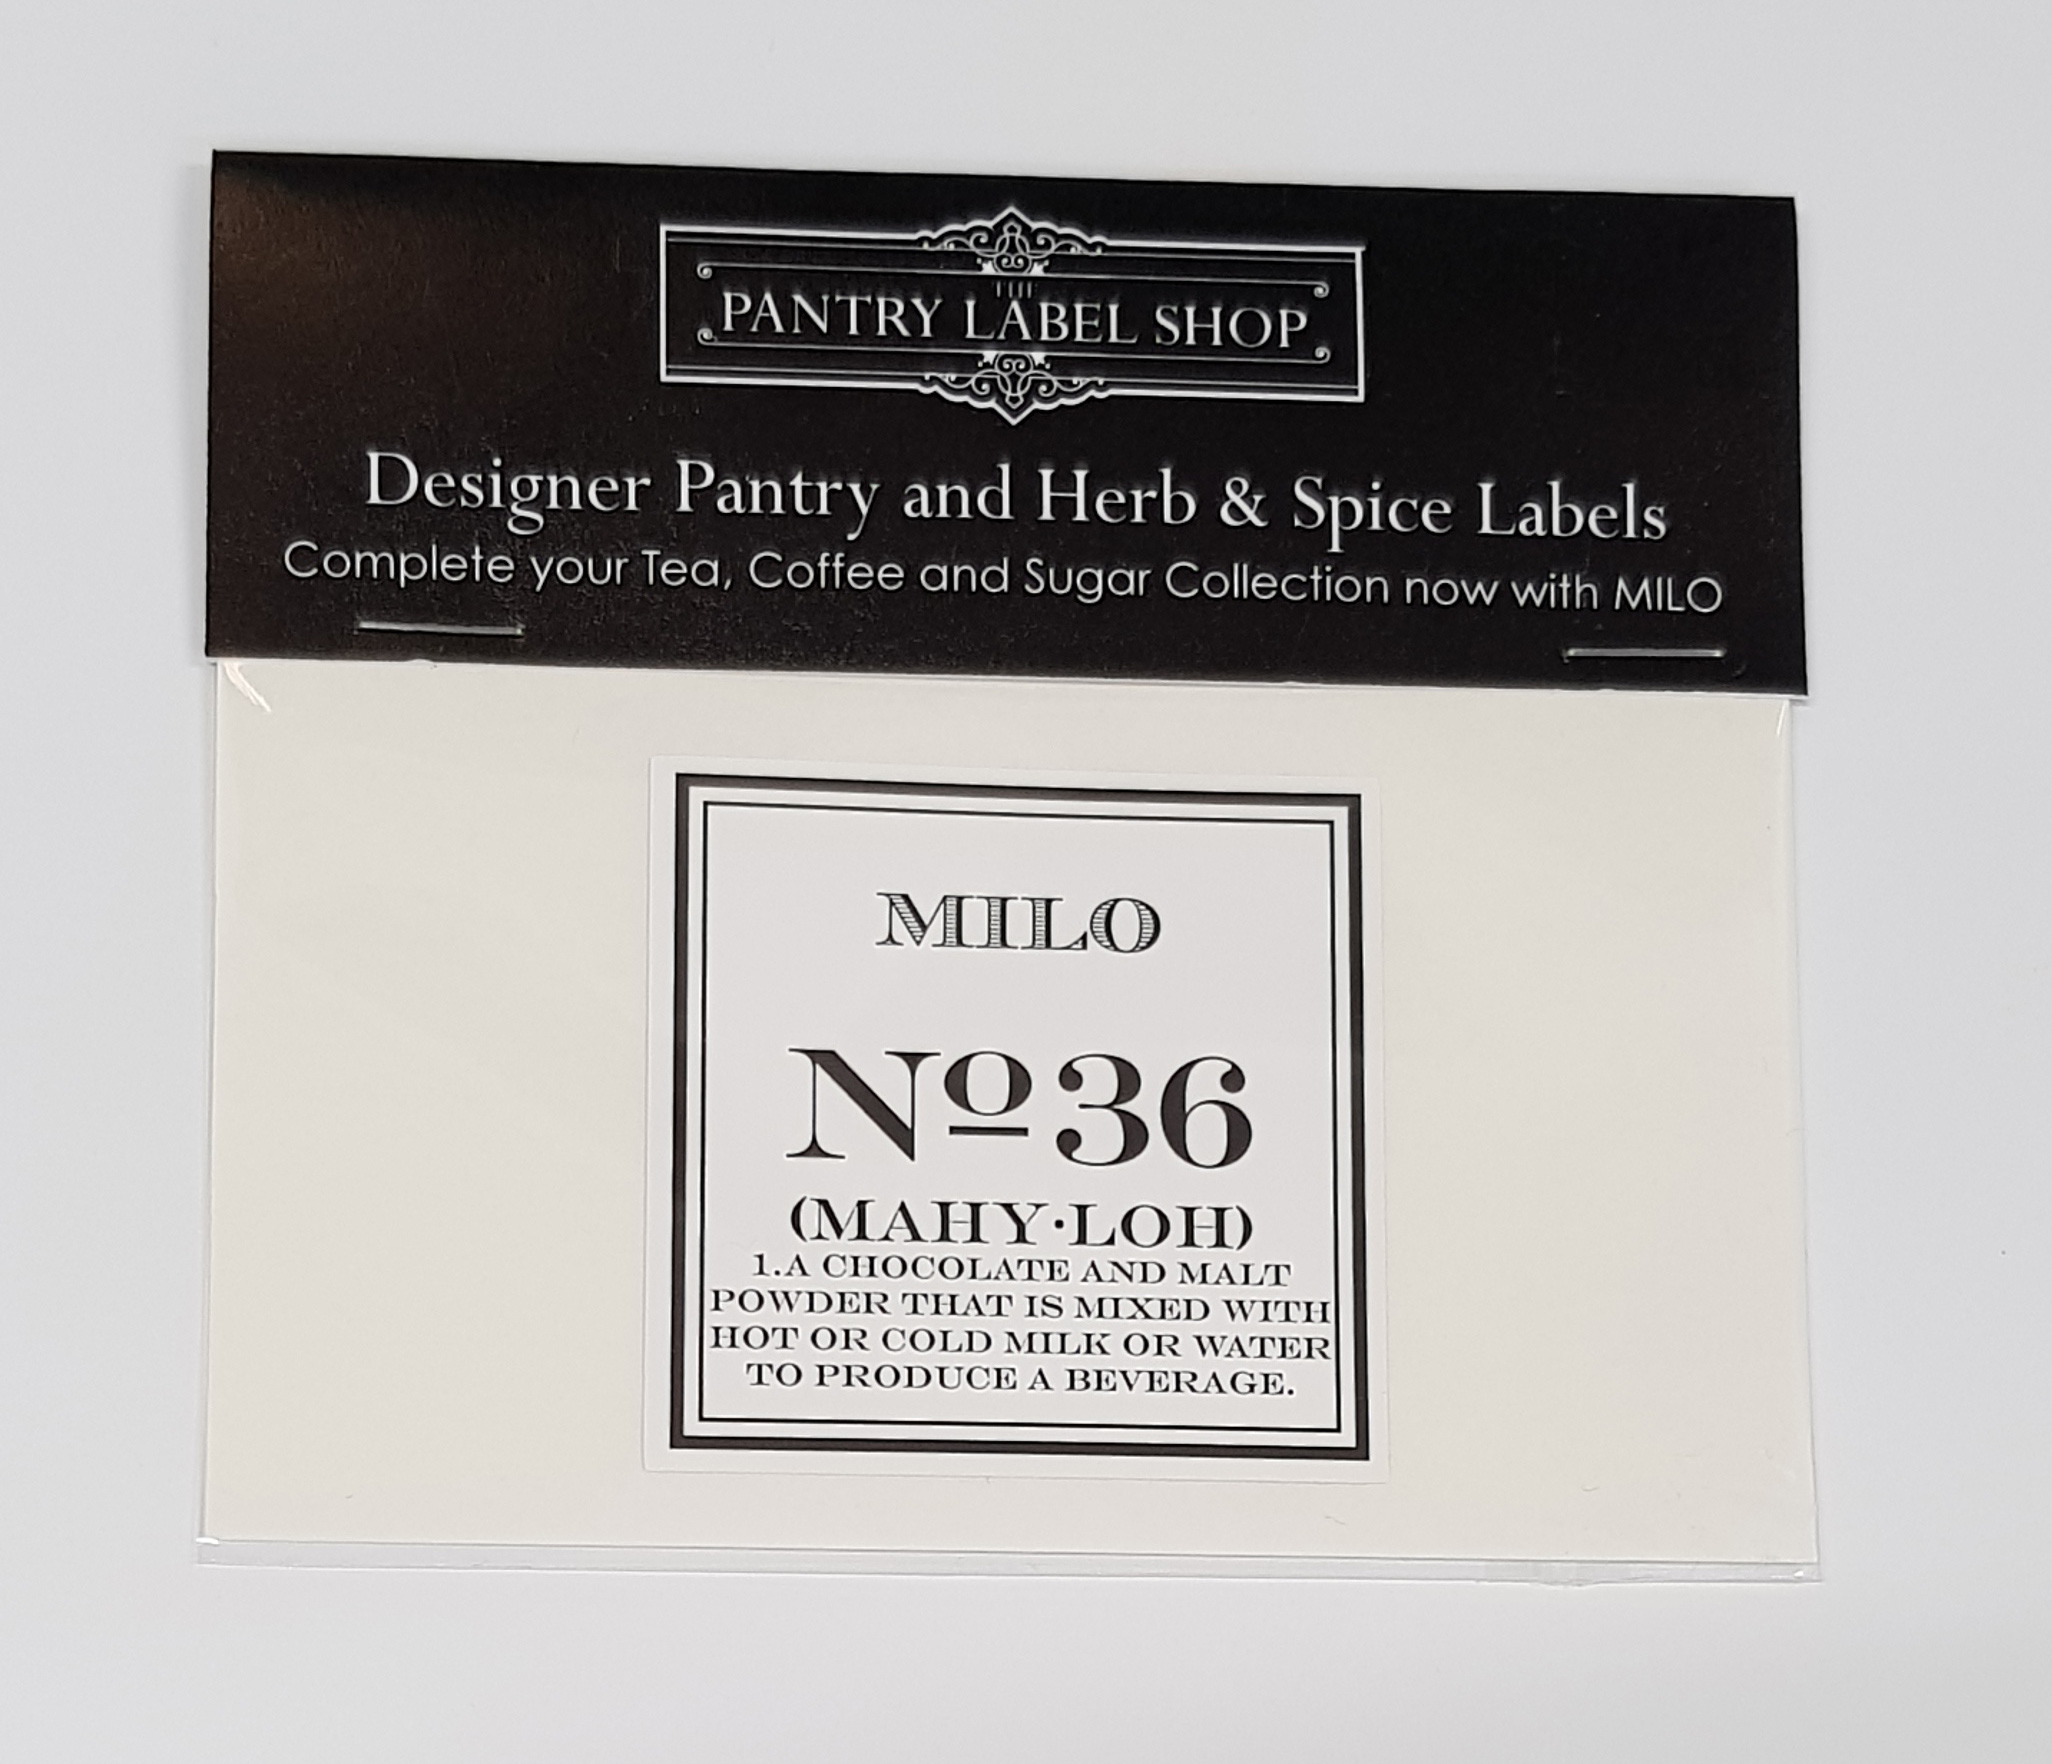 THE
PANTRY LABEL SHOP
Designer Pantry and Herb & Spice Labels
Complete your Tea, Coffee and Sugar Collection now with MILO
MILO
Nº 36
(MAHY·LOH)
1.A CHOCOLATE AND MALT
POWDER THAT IS MIXED WITH
HOT OR COLD MILK OR WATER
TO PRODUCE A BEVERAGE.